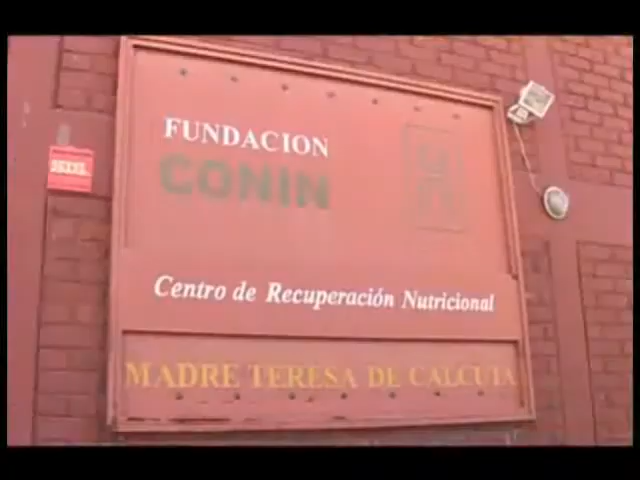 FUNDACION
CONIN
Centro de Recuperación Nutricional
MADRE TERESA DE CALCUTA